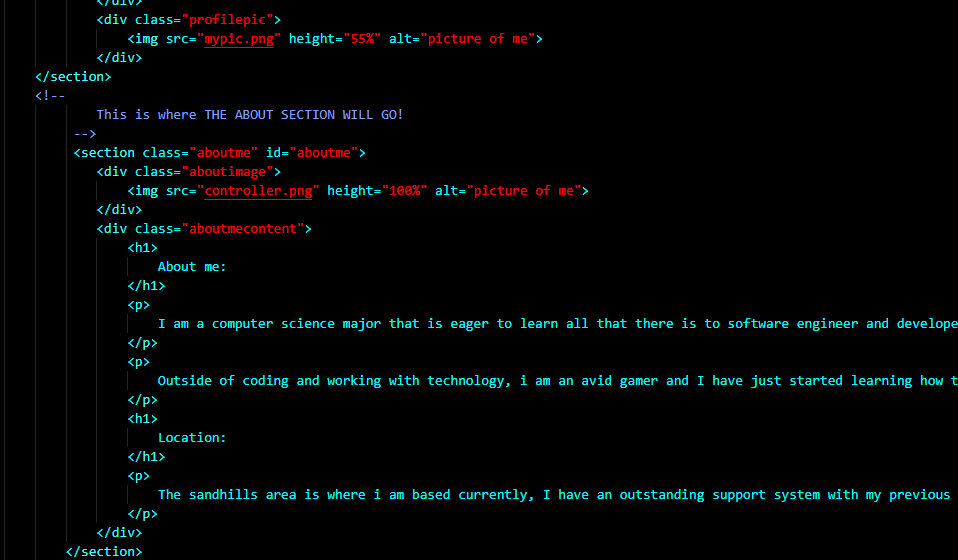 </div>
<div class="profilepic">
<img src="mypic.png" height="55%" alt="picture of me">
</div>
</section>
<!--
This is where THE ABOUT SECTION WILL GO!
-->
<section class="aboutme" id="aboutme">
<div class="aboutimage">
<img src="controller.png" height="100%" alt="picture of me">
</div>
<div class="aboutmecontent">
<h1>
About me:
</h1>
<p>
I am a computer science major that is eager to learn all that there is to software engineer and develope
</p>
<p>
Outside of coding and working with technology, i am an avid gamer and I have just started learning how t
</p>
<h1>
Location:
</h1>
<p>
The sandhills area is where i am based currently, I have an outstanding support system with my previous
</p>
</div>
</section>